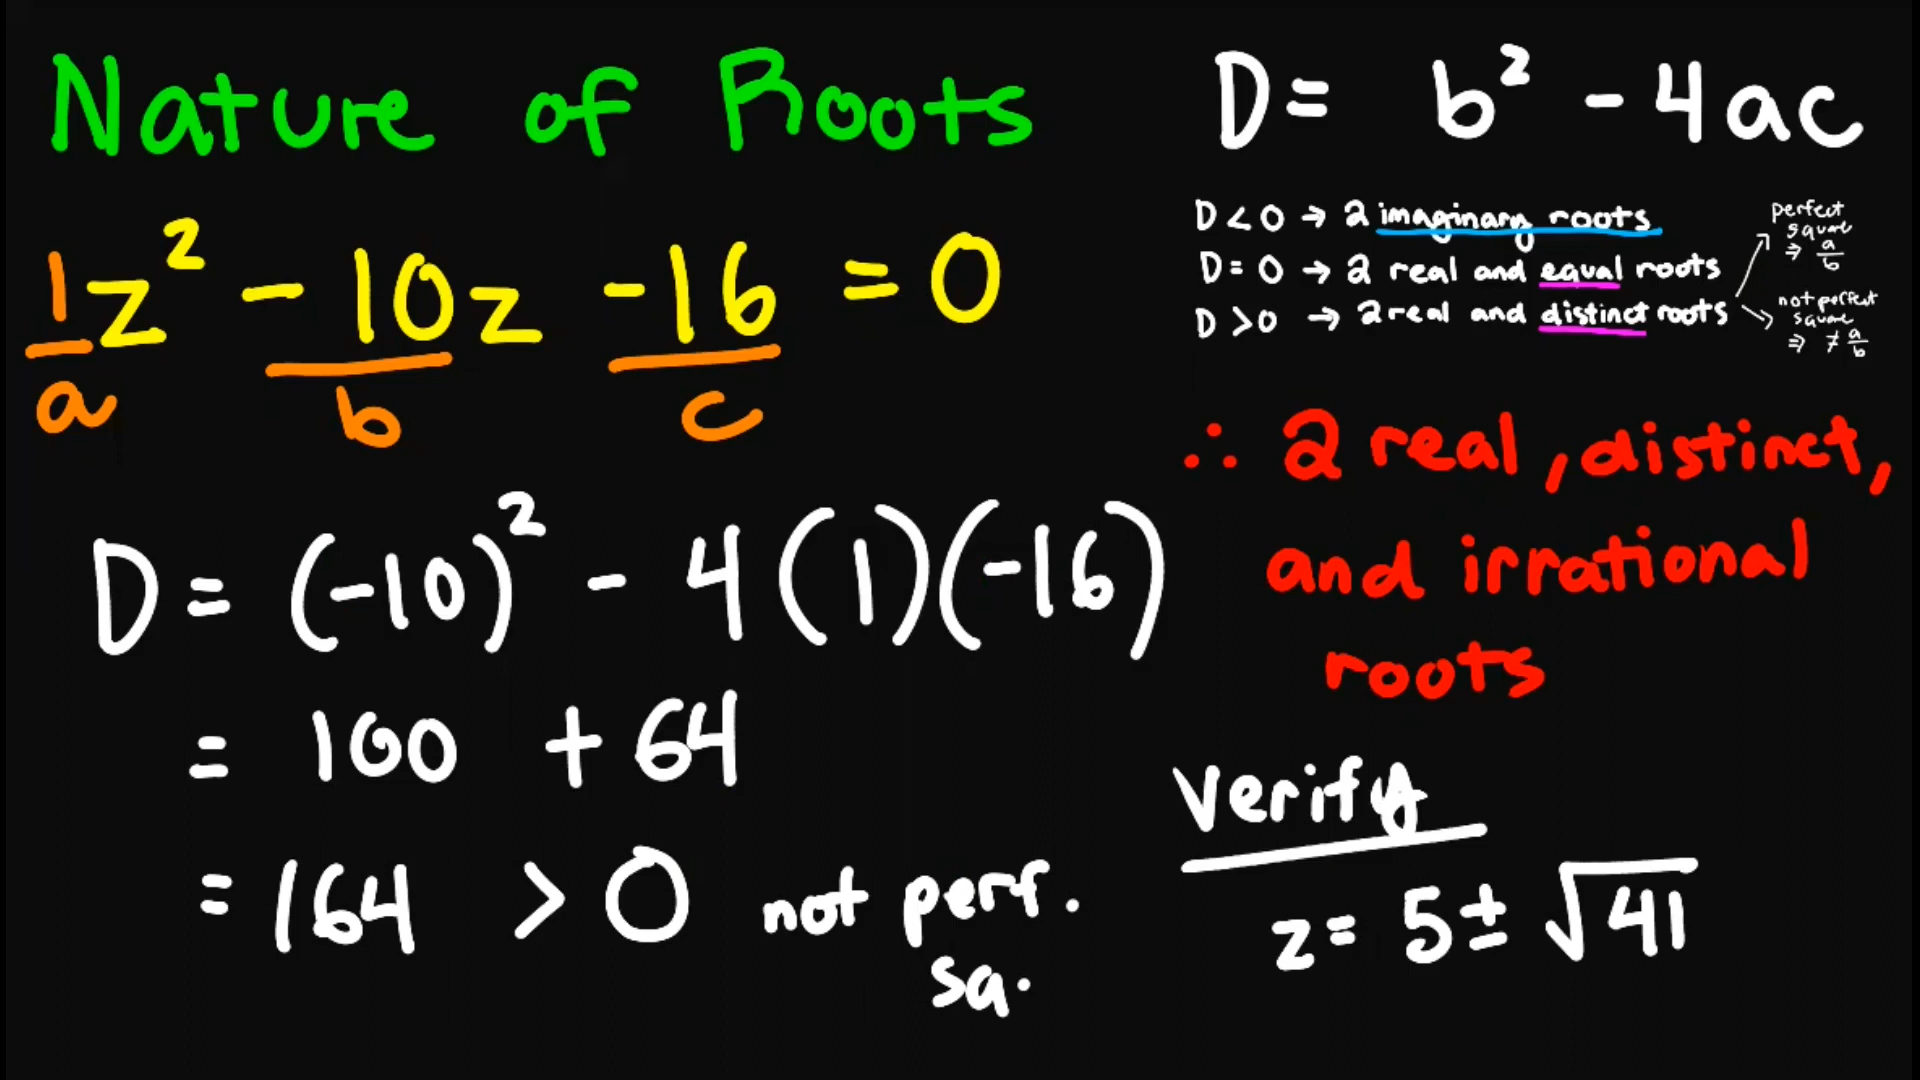 Nature of Roots
1z² - 10z - 16 = 0
a b c
D = (-10)² - 4(1)(-16)
= 100 + 64
= 164 > 0 not perf.
sq.
D = b² - 4ac
D < 0 → 2 imaginary roots
D = 0 → 2 real and equal roots
D > 0 → 2 real and distinct roots
perfect
square
⇒ a/b
not perfect
square
⇒ ≠ a/b
∴ 2 real, distinct,
and irrational
roots
Verify
z = 5 ± √41